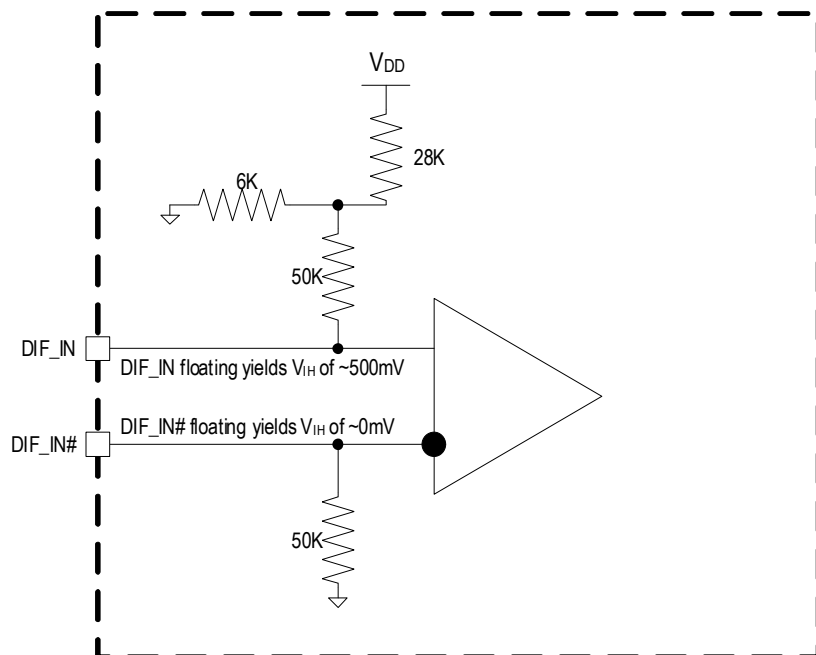 VDD
28K
6K
50K
DIF_IN
DIF_IN floating yields VIH of ~500mV
DIF_IN# floating yields VIH of ~0mV
DIF_IN#
50K